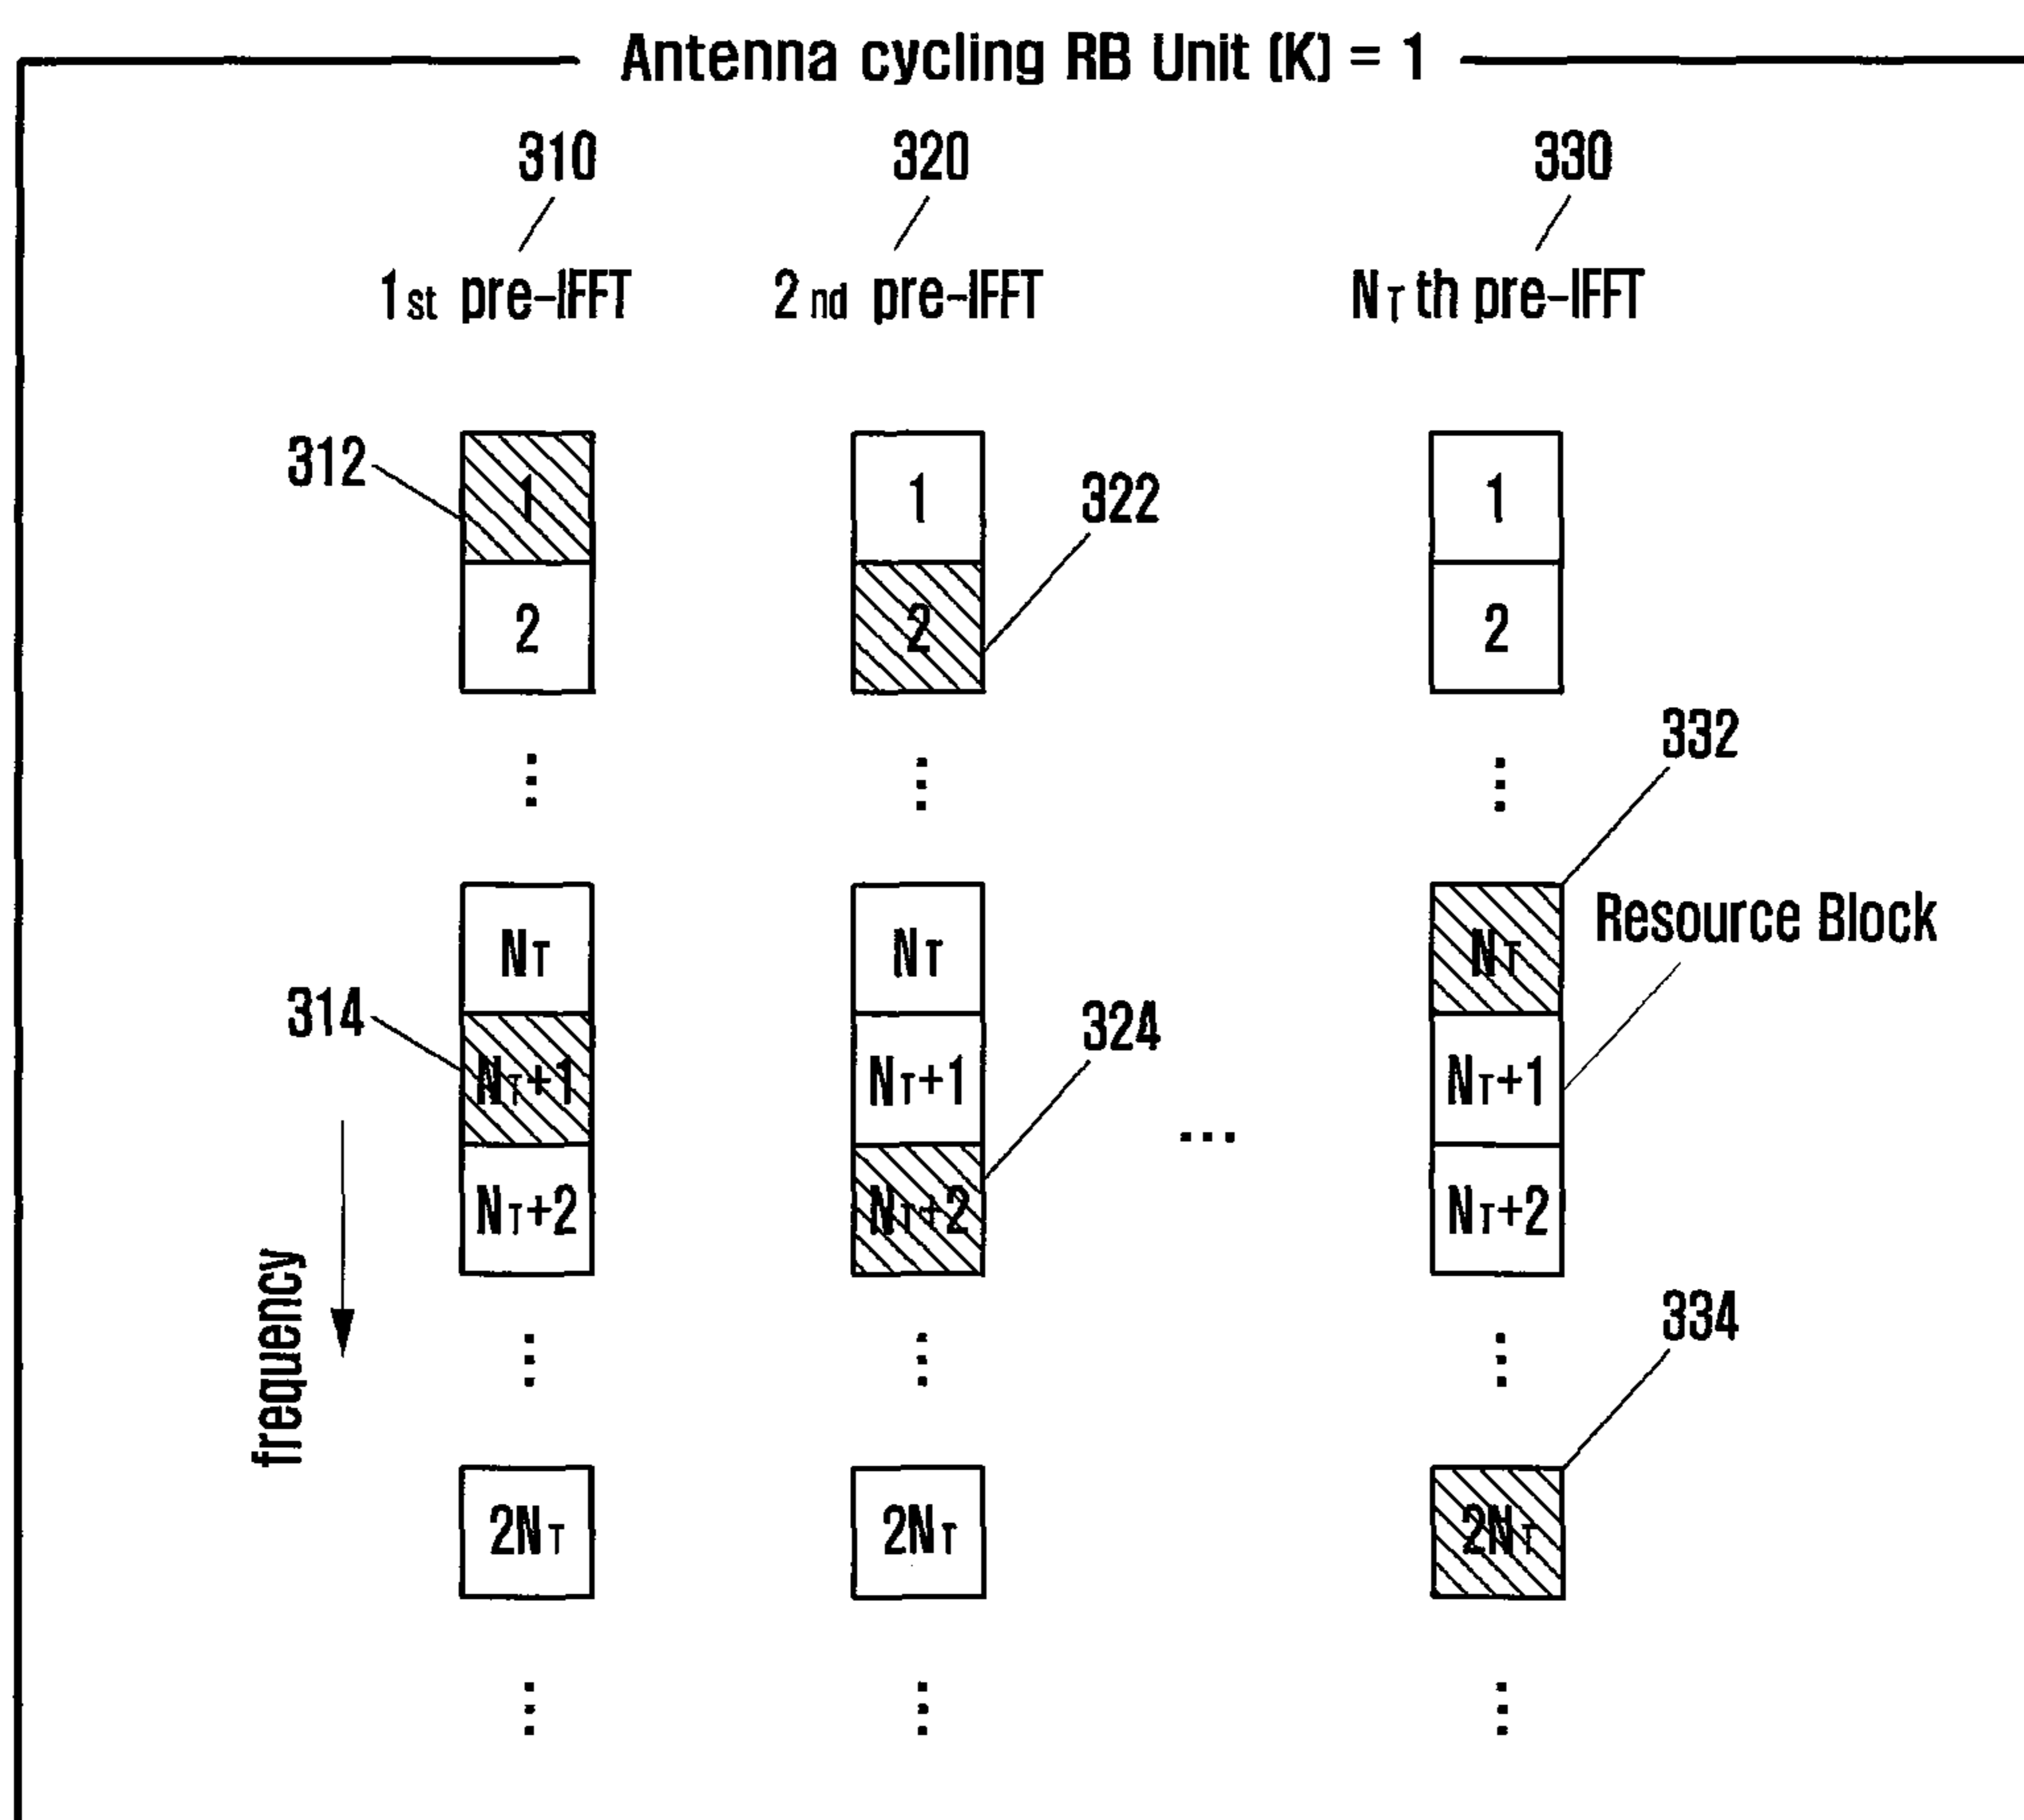 Antenna cycling RB Unit (K) = 1
310 320 330
1st pre-IFFT 2nd pre-IFFT NT th pre-IFFT
312 1 1 322 1
2 2 2
332
NT NT NT Resource Block
314 NT+1 NT+1 324 NT+1
...
NT+2 NT+2 NT+2
frequency
334
2NT 2NT 2NT